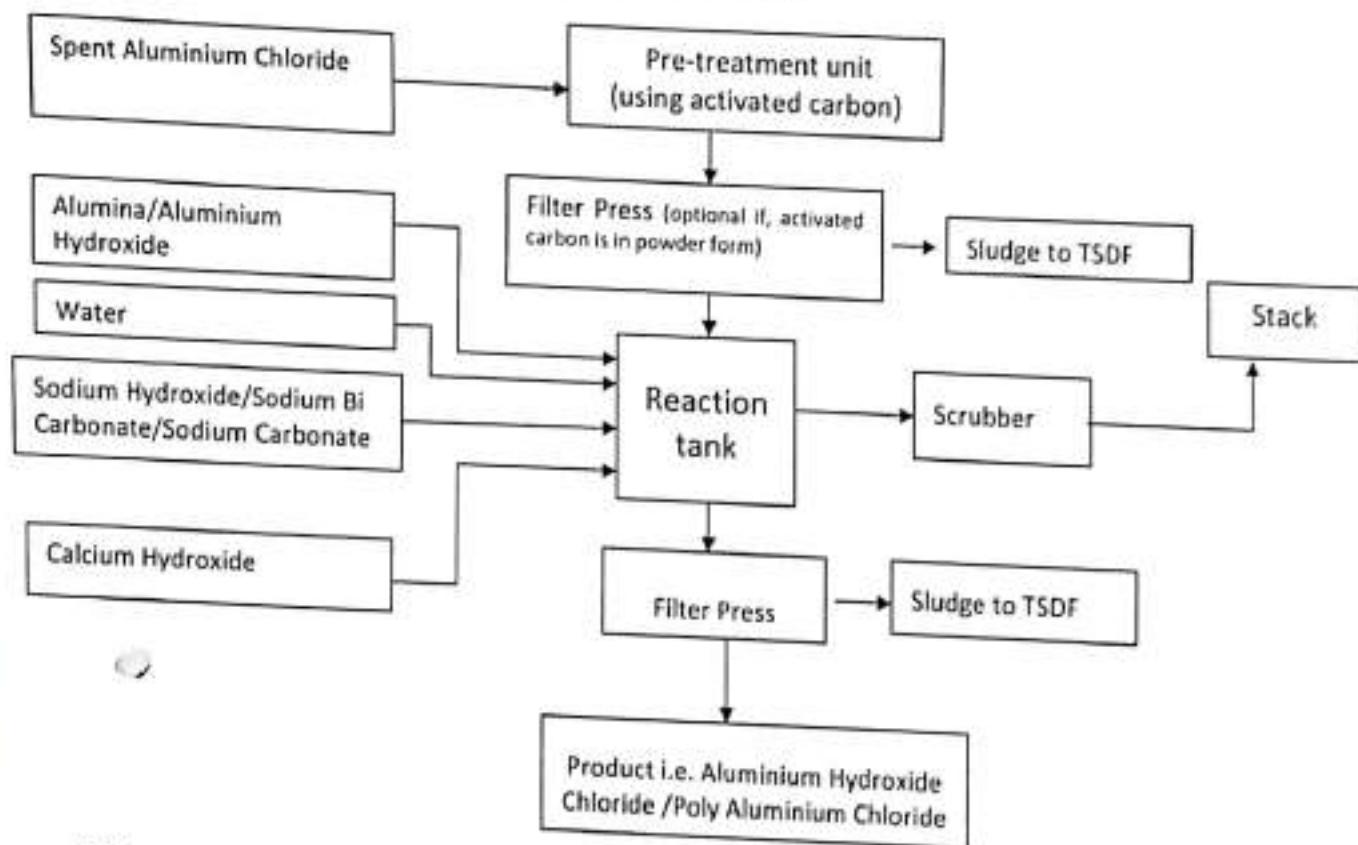 Spent Aluminium Chloride
Pre-treatment unit
(using activated carbon)
Alumina/Aluminium
Hydroxide
Filter Press (optional if, activated
carbon is in powder form)
Sludge to TSDF
Water
Stack
Sodium Hydroxide/Sodium Bi
Carbonate/Sodium Carbonate
Reaction
tank
Scrubber
Calcium Hydroxide
Filter Press
Sludge to TSDF
Product i.e. Aluminium Hydroxide
Chloride /Poly Aluminium Chloride